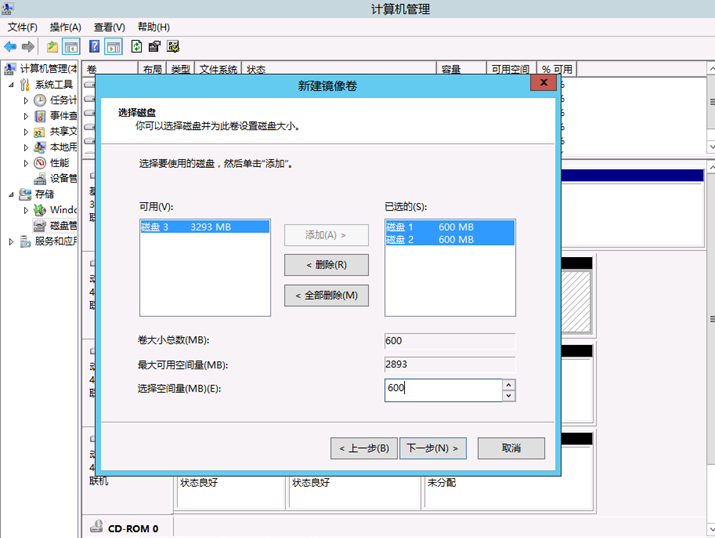 计算机管理
文件(F) 操作(A) 查看(V) 帮助(H)
计算机管理(本
系统工具
任务计
事件查
共享文
本地用
性能
设备管
存储
Windo
磁盘管
服务和应用
卷 布局 类型 文件系统 状态 容量 可用空间 % 可用
新建镜像卷
选择磁盘
你可以选择磁盘并为此卷设置磁盘大小。
选择要使用的磁盘，然后单击"添加"。
可用(V): 已选的(S):
磁盘 3 3293 MB
磁盘 1 600 MB
磁盘 2 600 MB
添加(A) >
< 删除(R)
< 全部删除(M)
卷大小总数(MB): 600
最大可用空间量(MB): 2893
选择空间量(MB)(E): 600
< 上一步(B) 下一步(N) > 取消
联机 状态良好 状态良好 未分配
CD-ROM 0